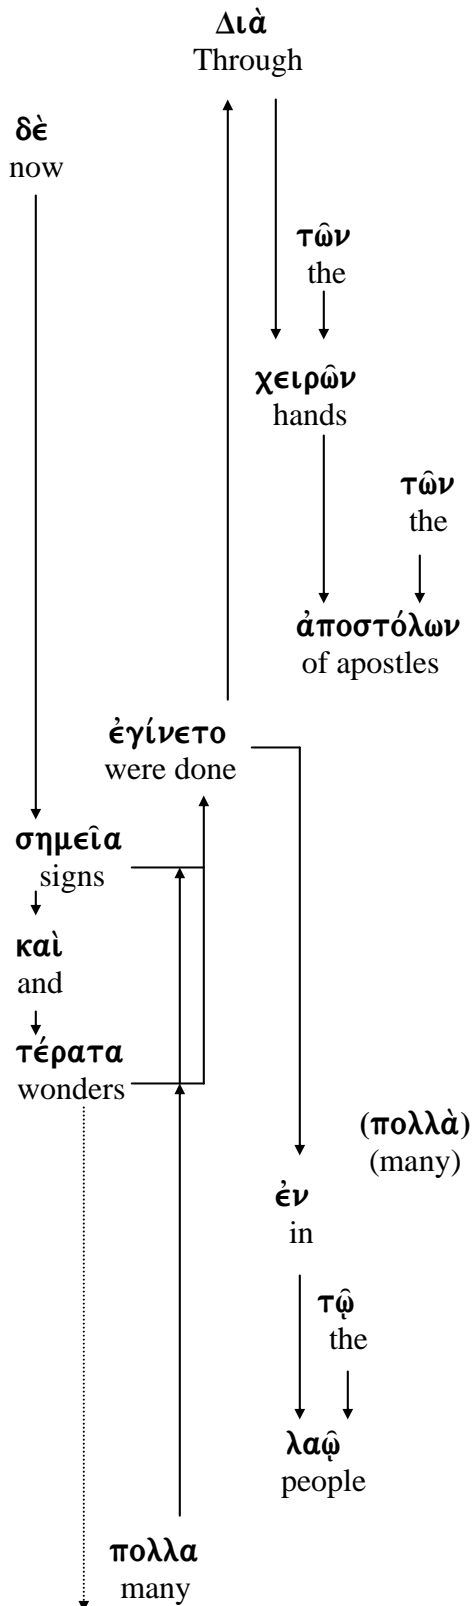 Διὰ
Through
δὲ
now
τῶν
the
χειρῶν
hands
τῶν
the
ἀποστόλων
of apostles
ἐγίνετο
were done
σημεῖα
signs
καὶ
and
τέρατα
wonders
(πολλὰ)
(many)
ἐν
in
τῷ
the
λαῷ
people
πολλα
many